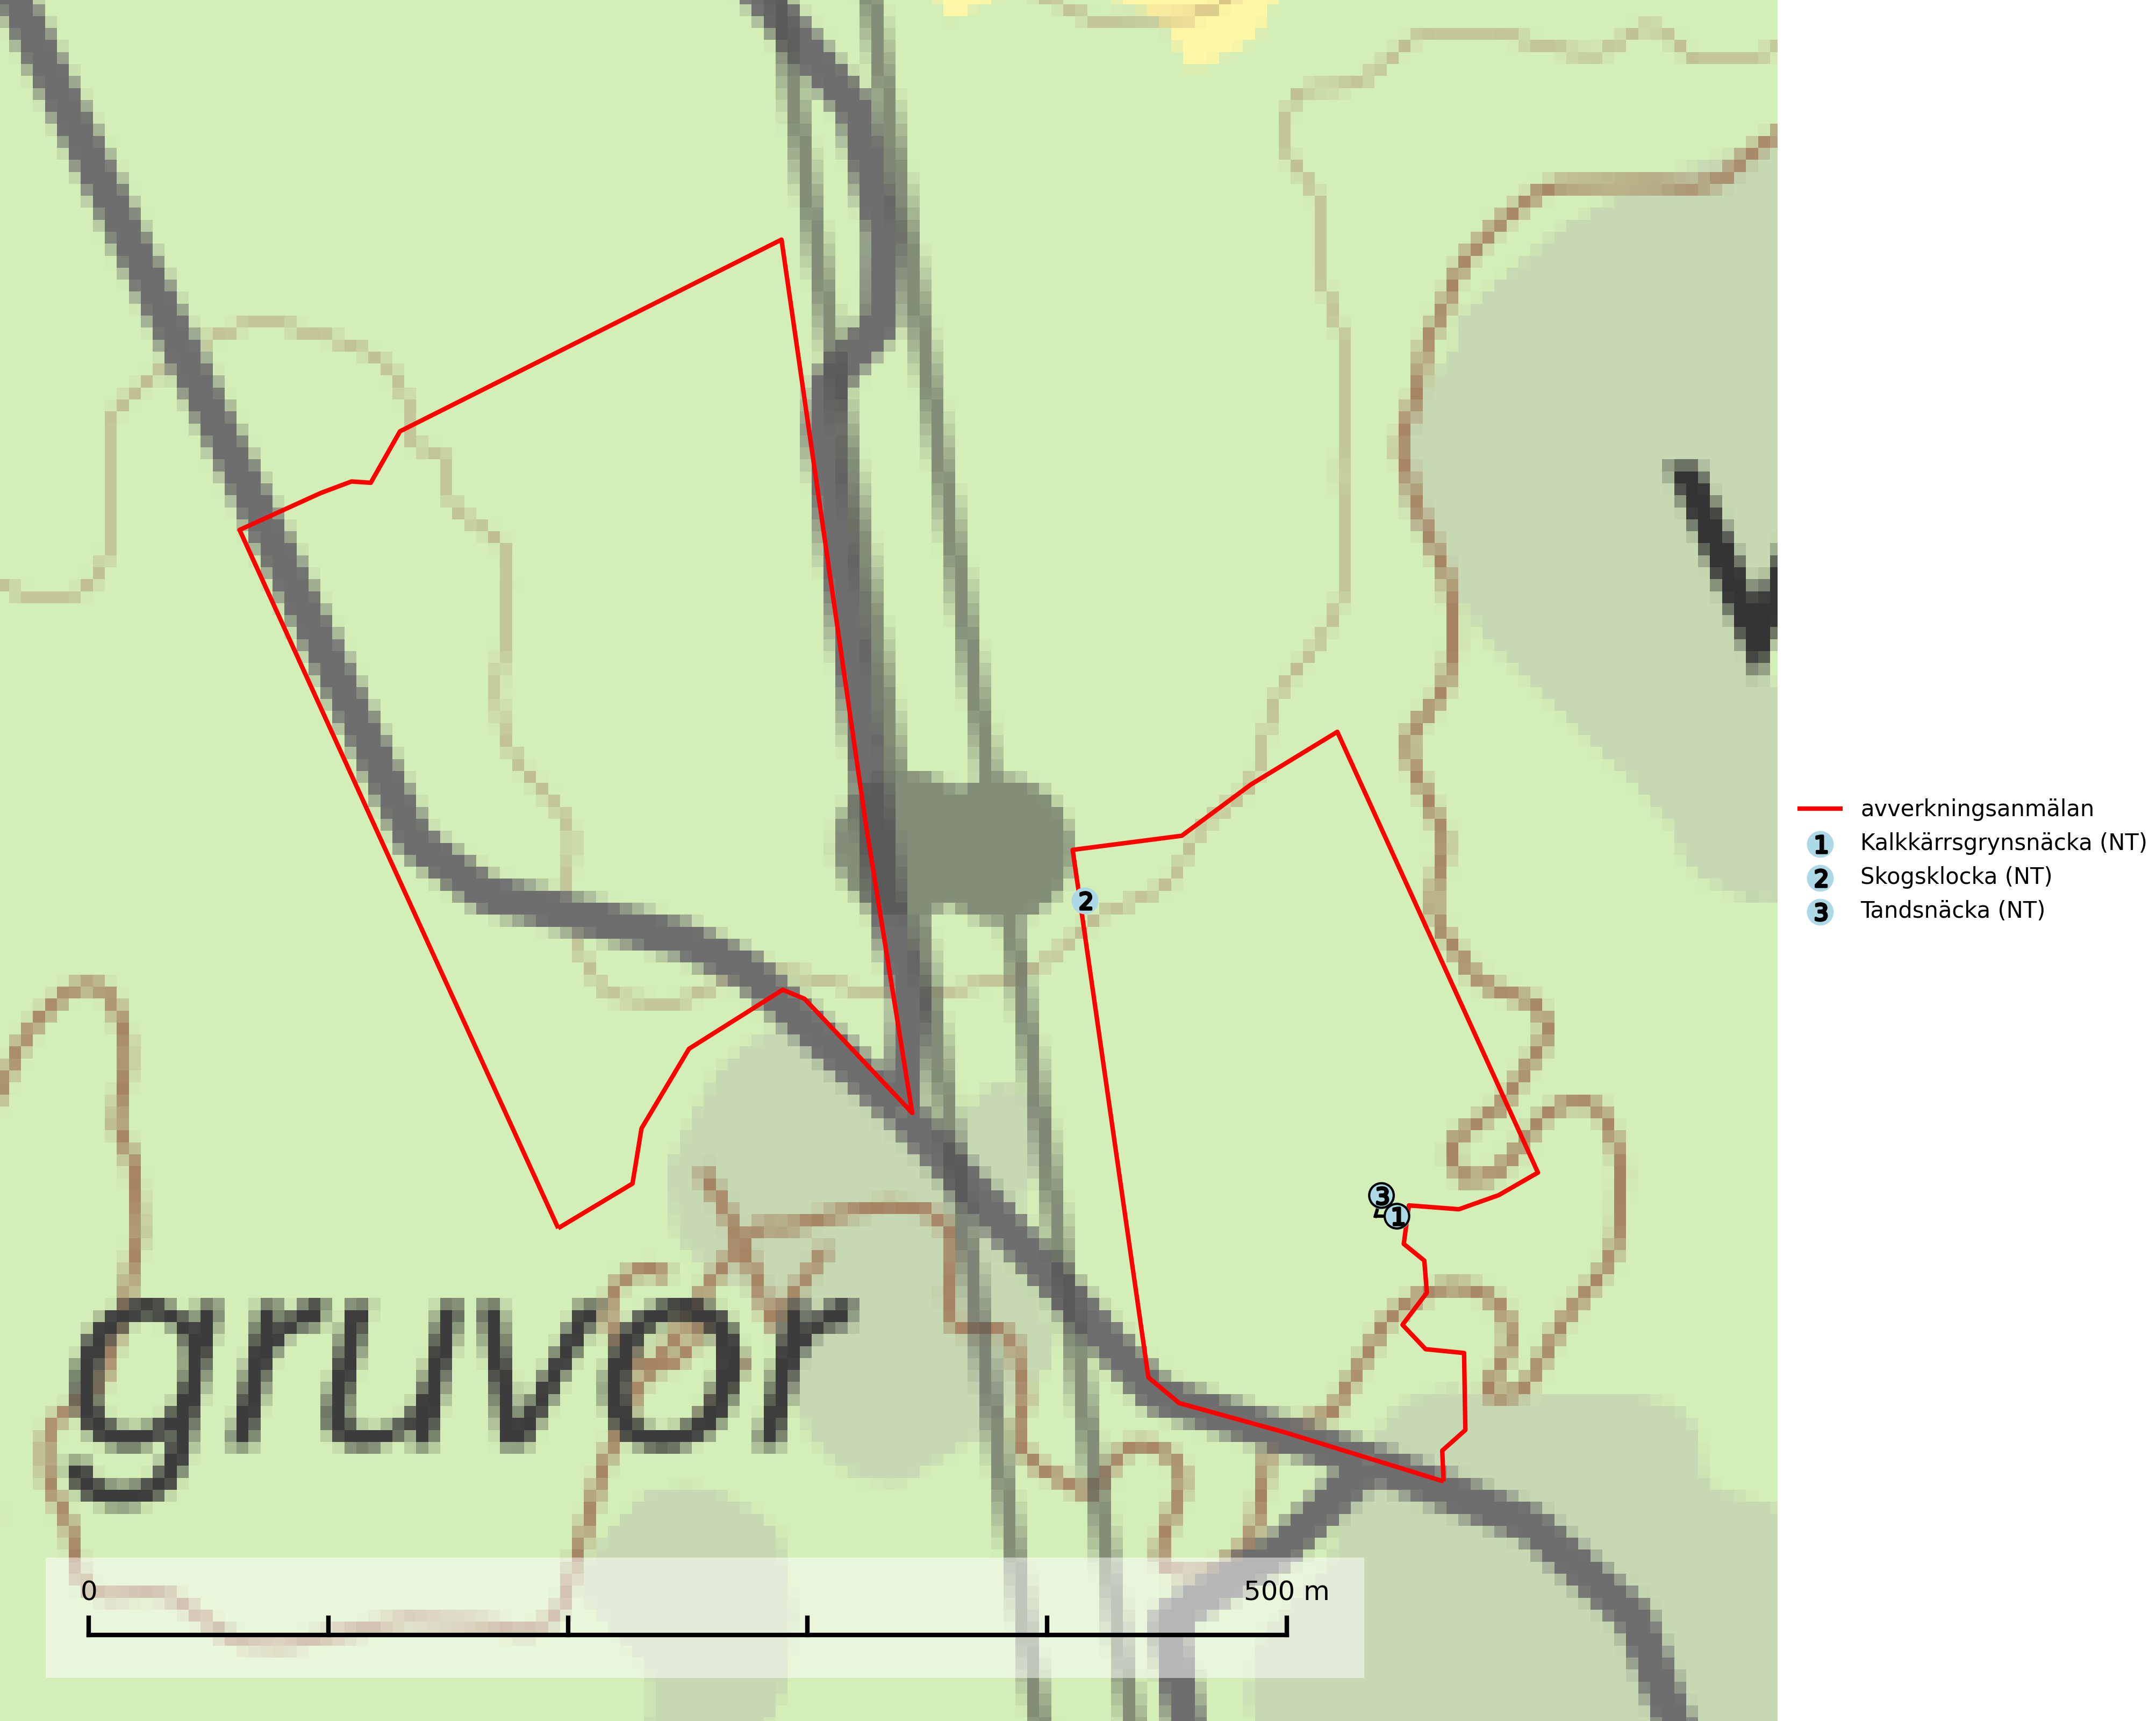 2
3
1
gruvor
0
500 m
avverkningsanmälan
1 Kalkkärrsgrynsnäcka (NT)
2 Skogsklocka (NT)
3 Tandsnäcka (NT)